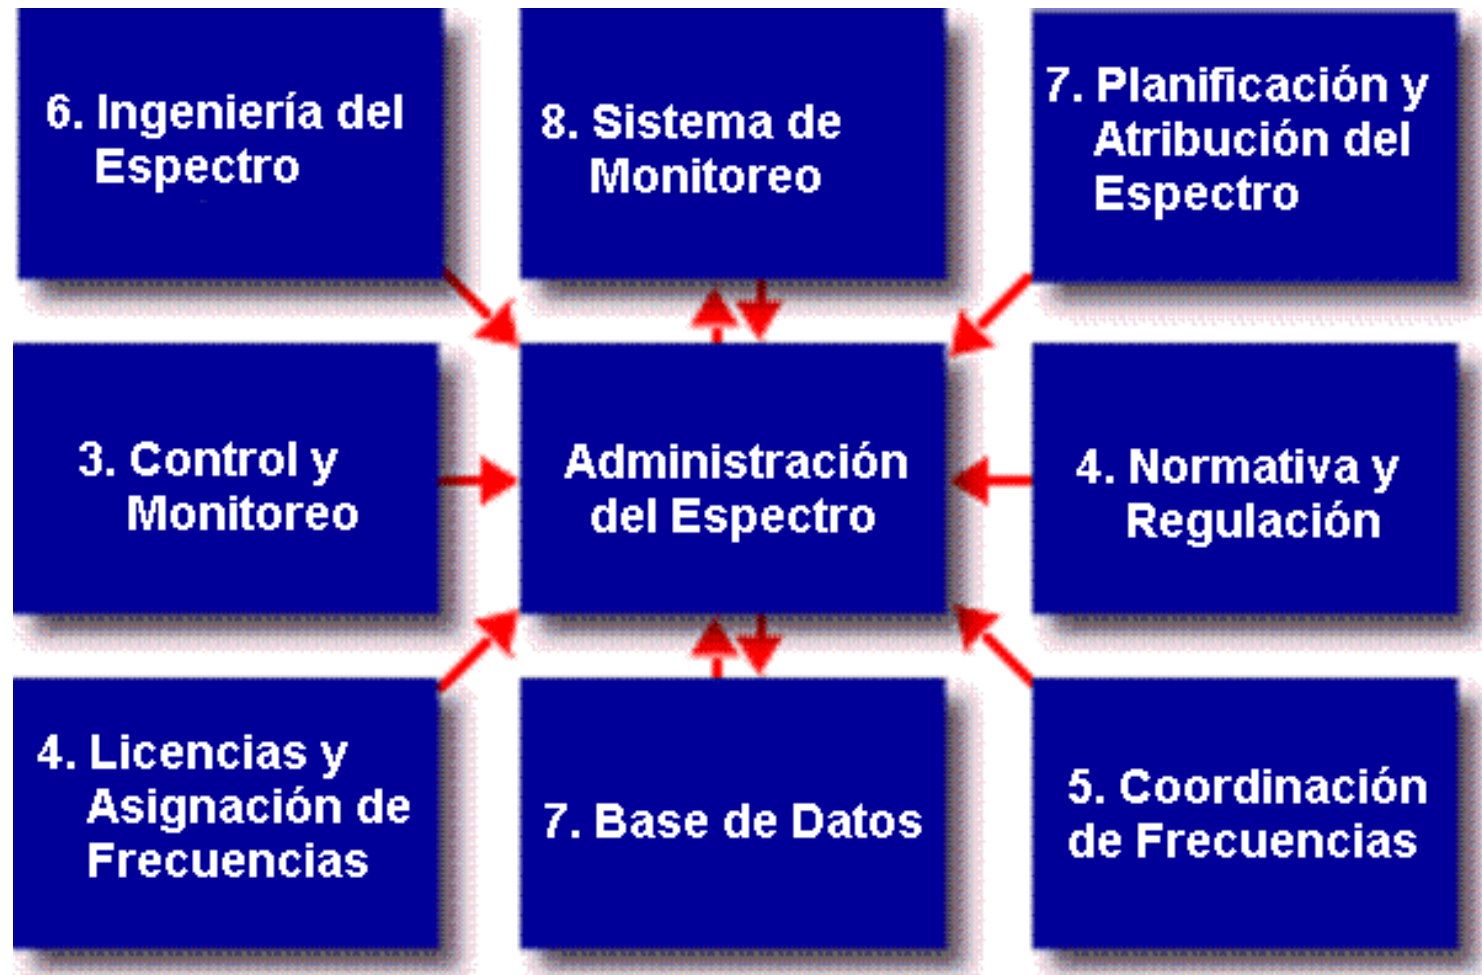 6. Ingeniería del
Espectro
8. Sistema de
Monitoreo
7. Planificación y
Atribución del
Espectro
3. Control y
Monitoreo
Administración
del Espectro
4. Normativa y
Regulación
4. Licencias y
Asignación de
Frecuencias
7. Base de Datos
5. Coordinación
de Frecuencias